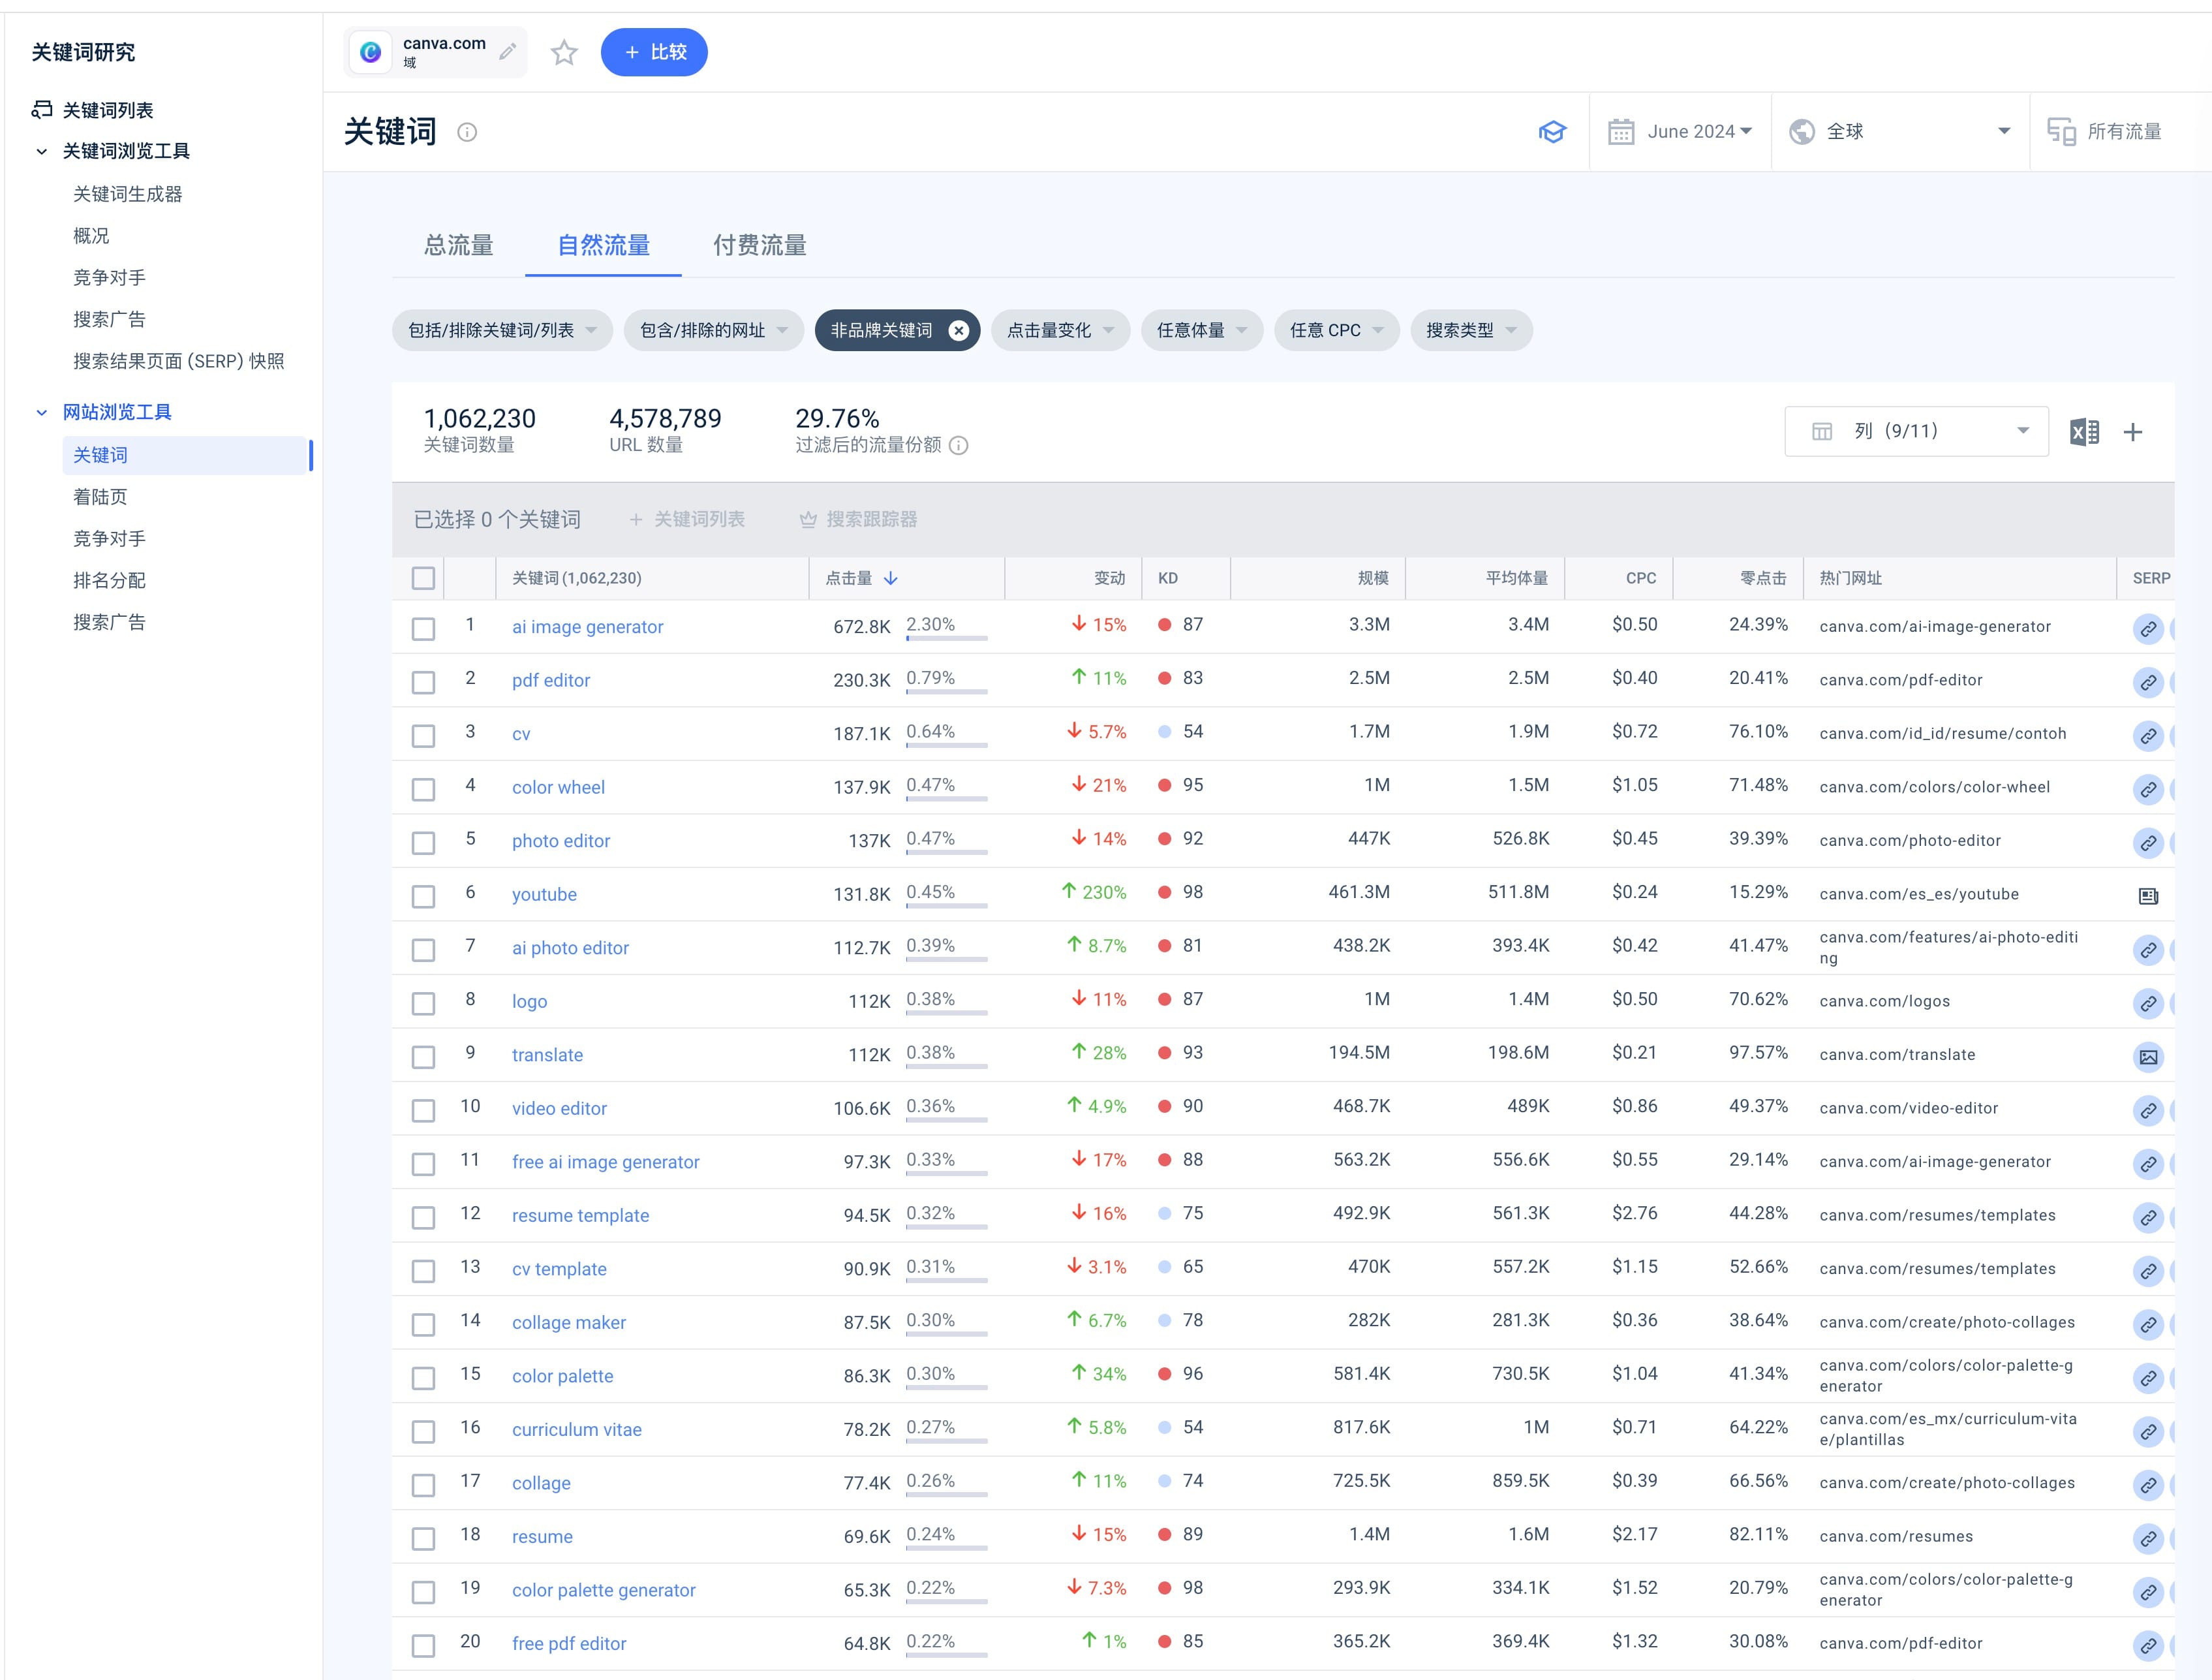 关键词研究
关键词列表
关键词浏览工具
关键词生成器
概况
竞争对手
搜索广告
搜索结果页面 (SERP) 快照
网站浏览工具
关键词
着陆页
竞争对手
排名分配
搜索广告
canva.com
域
+ 比较
关键词
June 2024
全球
所有流量
总流量 自然流量 付费流量
包括/排除关键词/列表 包含/排除的网址 非品牌关键词 点击量变化 任意体量 任意 CPC 搜索类型
1,062,230 4,578,789 29.76%
关键词数量 URL 数量 过滤后的流量份额
列 (9/11)
已选择 0 个关键词 + 关键词列表 搜索跟踪器
关键词 (1,062,230) 点击量 变动 KD 规模 平均体量 CPC 零点击 热门网址 SERP
1 ai image generator 672.8K 2.30% 15% 87 3.3M 3.4M $0.50 24.39% canva.com/ai-image-generator
2 pdf editor 230.3K 0.79% 11% 83 2.5M 2.5M $0.40 20.41% canva.com/pdf-editor
3 cv 187.1K 0.64% 5.7% 54 1.7M 1.9M $0.72 76.10% canva.com/id_id/resume/contoh
4 color wheel 137.9K 0.47% 21% 95 1M 1.5M $1.05 71.48% canva.com/colors/color-wheel
5 photo editor 137K 0.47% 14% 92 447K 526.8K $0.45 39.39% canva.com/photo-editor
6 youtube 131.8K 0.45% 230% 98 461.3M 511.8M $0.24 15.29% canva.com/es_es/youtube
7 ai photo editor 112.7K 0.39% 8.7% 81 438.2K 393.4K $0.42 41.47% canva.com/features/ai-photo-editi
ng
8 logo 112K 0.38% 11% 87 1M 1.4M $0.50 70.62% canva.com/logos
9 translate 112K 0.38% 28% 93 194.5M 198.6M $0.21 97.57% canva.com/translate
10 video editor 106.6K 0.36% 4.9% 90 468.7K 489K $0.86 49.37% canva.com/video-editor
11 free ai image generator 97.3K 0.33% 17% 88 563.2K 556.6K $0.55 29.14% canva.com/ai-image-generator
12 resume template 94.5K 0.32% 16% 75 492.9K 561.3K $2.76 44.28% canva.com/resumes/templates
13 cv template 90.9K 0.31% 3.1% 65 470K 557.2K $1.15 52.66% canva.com/resumes/templates
14 collage maker 87.5K 0.30% 6.7% 78 282K 281.3K $0.36 38.64% canva.com/create/photo-collages
15 color palette 86.3K 0.30% 34% 96 581.4K 730.5K $1.04 41.34% canva.com/colors/color-palette-g
enerator
16 curriculum vitae 78.2K 0.27% 5.8% 54 817.6K 1M $0.71 64.22% canva.com/es_mx/curriculum-vita
e/plantillas
17 collage 77.4K 0.26% 11% 74 725.5K 859.5K $0.39 66.56% canva.com/create/photo-collages
18 resume 69.6K 0.24% 15% 89 1.4M 1.6M $2.17 82.11% canva.com/resumes
19 color palette generator 65.3K 0.22% 7.3% 98 293.9K 334.1K $1.52 20.79% canva.com/colors/color-palette-g
enerator
20 free pdf editor 64.8K 0.22% 1% 85 365.2K 369.4K $1.32 30.08% canva.com/pdf-editor